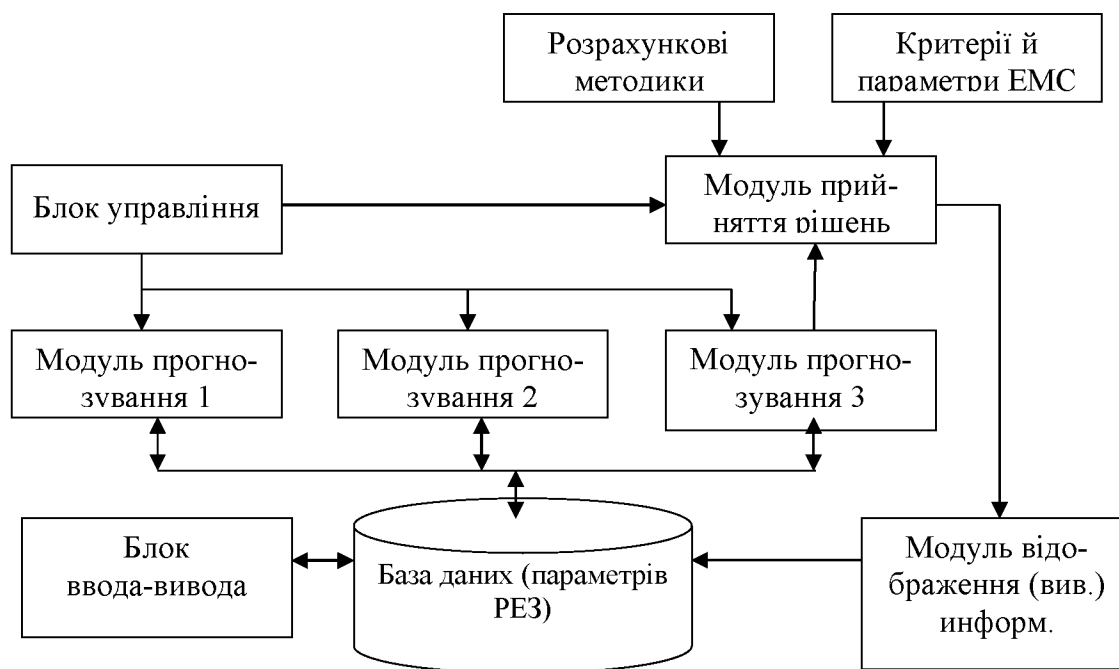 Розрахункові
методики
Критерії й
параметри ЕМС
Блок управління
Модуль прий-
няття рішень
Модуль прогно-
зування 1
Модуль прогно-
зування 2
Модуль прогно-
зування 3
Блок
ввода-вивода
База даних (параметрів
РЕЗ)
Модуль відо-
браження (вив.)
информ.